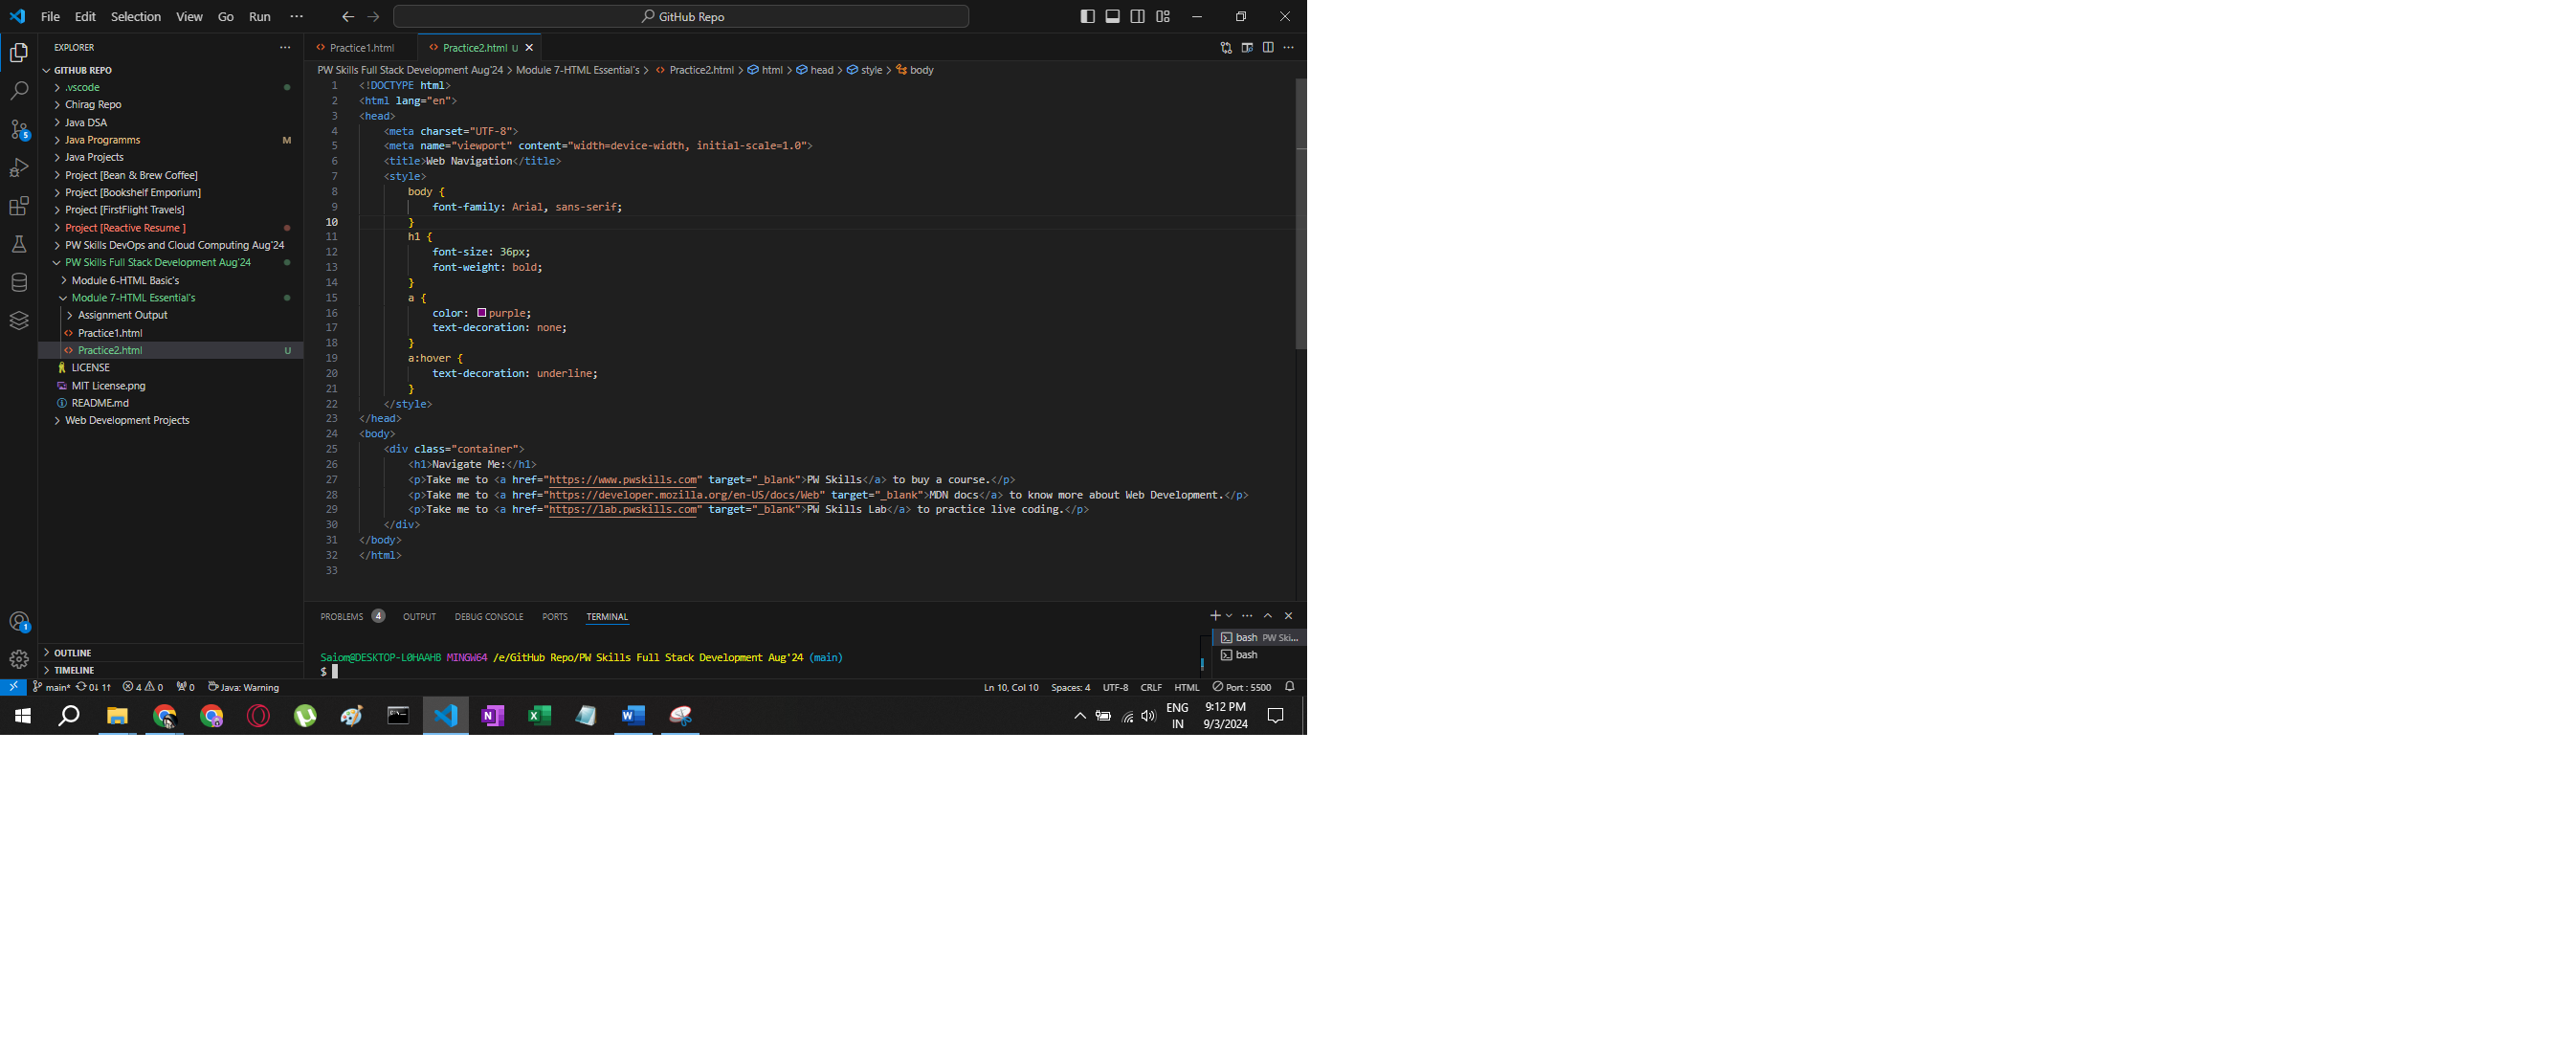 File Edit Selection View Go Run ··· GitHub Repo
EXPLORER ···
GITHUB REPO
.vscode
Chirag Repo
Java DSA
Java Programms M
Java Projects
Project [Bean & Brew Coffee]
Project [Bookshelf Emporium]
Project [FirstFlight Travels]
Project [Reactive Resume ]
PW Skills DevOps and Cloud Computing Aug'24
PW Skills Full Stack Development Aug'24
Module 6-HTML Basic's
Module 7-HTML Essential's
Assignment Output
Practice1.html
Practice2.html U
LICENSE
MIT License.png
README.md
Web Development Projects
OUTLINE
TIMELINE
5
1
Practice1.html Practice2.html U
PW Skills Full Stack Development Aug'24 > Module 7-HTML Essential's > Practice2.html > html > head > style > body
1 <!DOCTYPE html>
2 <html lang="en">
3 <head>
4 <meta charset="UTF-8">
5 <meta name="viewport" content="width=device-width, initial-scale=1.0">
6 <title>Web Navigation</title>
7 <style>
8 body {
9 font-family: Arial, sans-serif;
10 }
11 h1 {
12 font-size: 36px;
13 font-weight: bold;
14 }
15 a {
16 color: purple;
17 text-decoration: none;
18 }
19 a:hover {
20 text-decoration: underline;
21 }
22 </style>
23 </head>
24 <body>
25 <div class="container">
26 <h1>Navigate Me:</h1>
27 <p>Take me to <a href="https://www.pwskills.com" target="_blank">PW Skills</a> to buy a course.</p>
28 <p>Take me to <a href="https://developer.mozilla.org/en-US/docs/Web" target="_blank">MDN docs</a> to know more about Web Development.</p>
29 <p>Take me to <a href="https://lab.pwskills.com" target="_blank">PW Skills Lab</a> to practice live coding.</p>
30 </div>
31 </body>
32 </html>
33
PROBLEMS 4 OUTPUT DEBUG CONSOLE PORTS TERMINAL
Saiom@DESKTOP-L0HAAHB MINGW64 /e/GitHub Repo/PW Skills Full Stack Development Aug'24 (main)
$
bash PW Ski...
bash
main* 0↓ 1↑ 4 0 0 Java: Warning Ln 10, Col 10 Spaces: 4 UTF-8 CRLF HTML Port : 5500
ENG 9:12 PM
IN 9/3/2024